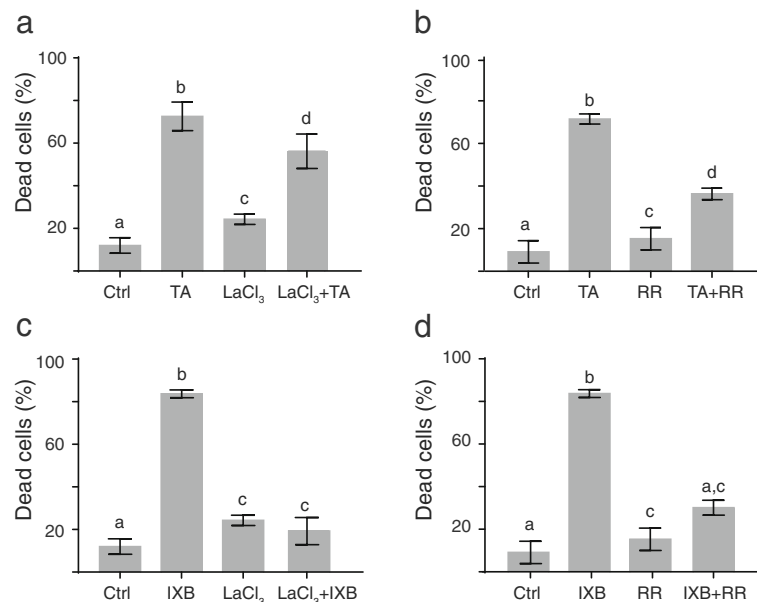 a
Dead cells (%)
100
60
20
a
b
c
d
Ctrl TA LaCl₃ LaCl₃+TA
b
Dead cells (%)
100
60
20
a
b
c
d
Ctrl TA RR TA+RR
c
Dead cells (%)
100
60
20
a
b
c
c
Ctrl IXB LaCl₃ LaCl₃+IXB
d
Dead cells (%)
100
60
20
a
b
c
a,c
Ctrl IXB RR IXB+RR